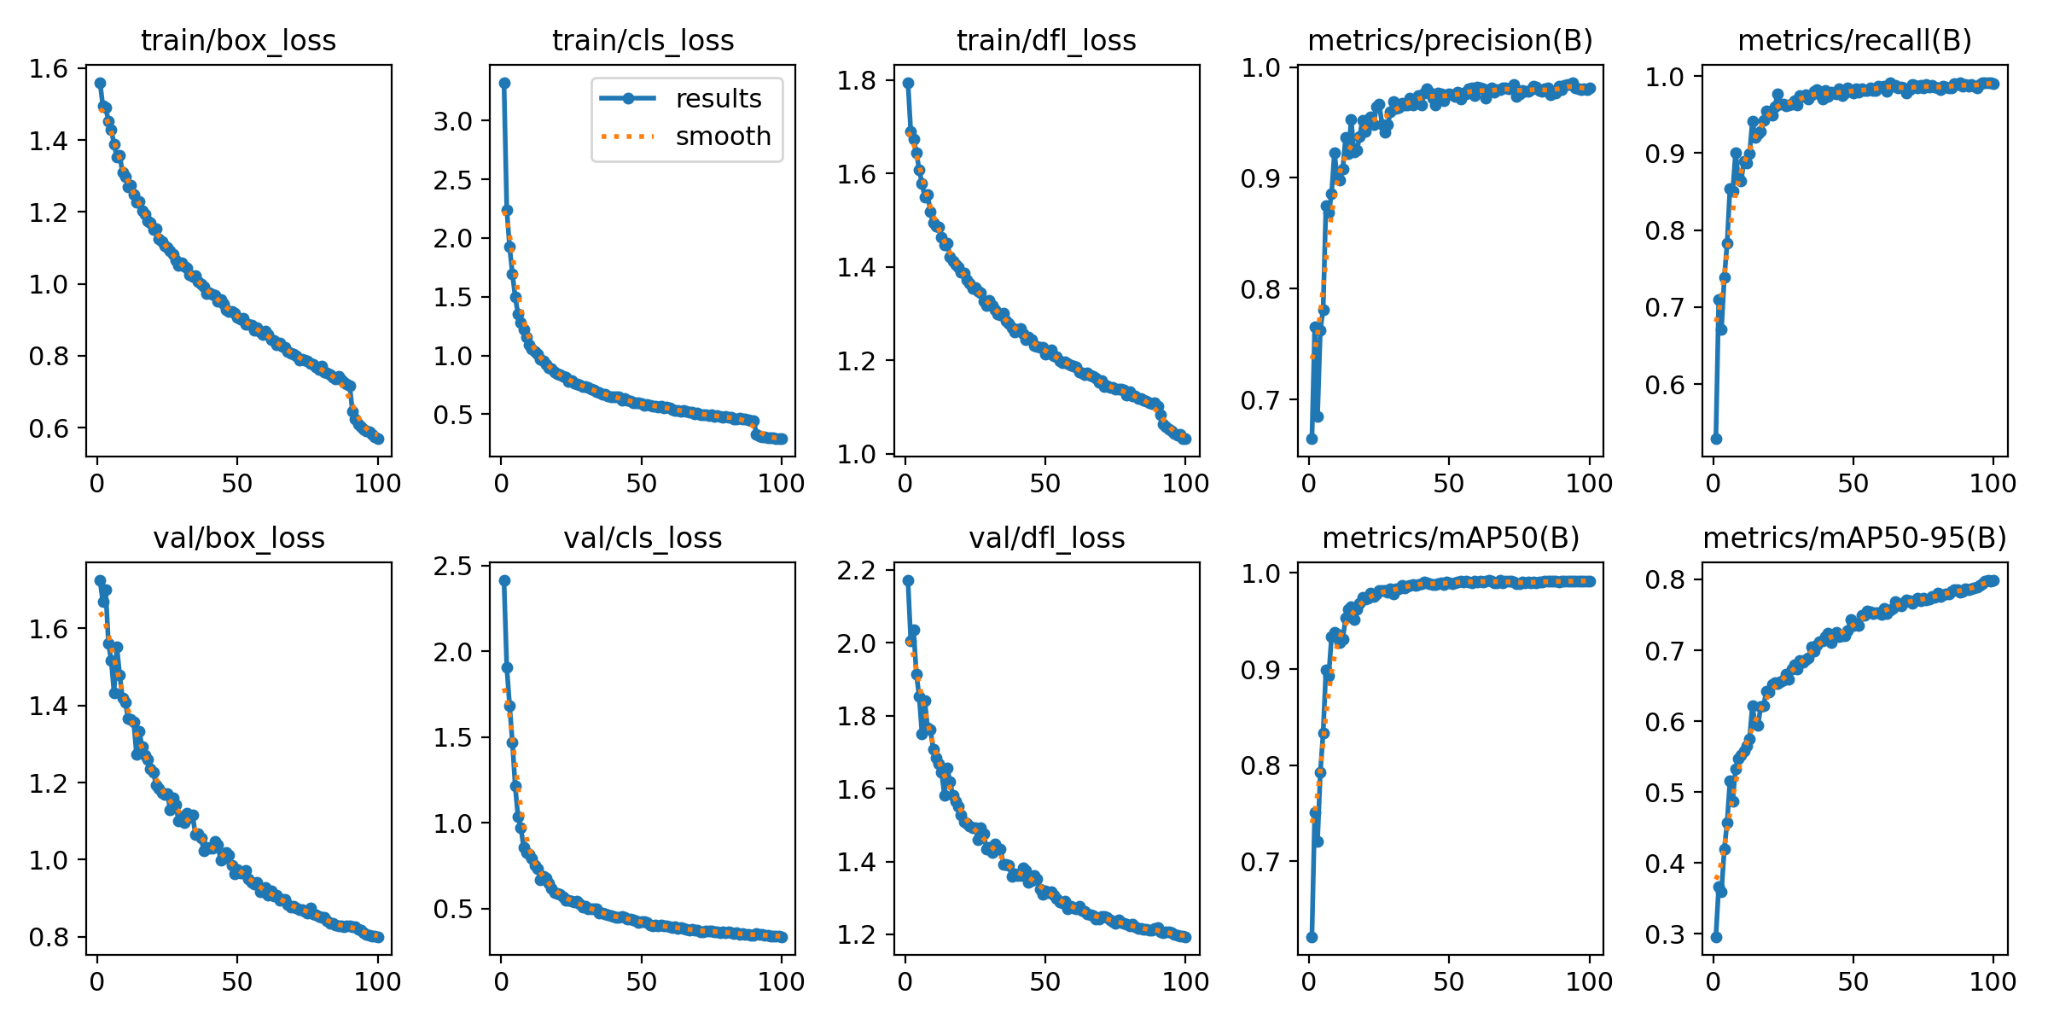 train/box_loss
1.6
1.4
1.2
1.0
0.8
0.6
0 50 100
train/cls_loss
results
smooth
3.0
2.5
2.0
1.5
1.0
0.5
0 50 100
train/dfl_loss
1.8
1.6
1.4
1.2
1.0
0 50 100
metrics/precision(B)
1.0
0.9
0.8
0.7
0 50 100
metrics/recall(B)
1.0
0.9
0.8
0.7
0.6
0 50 100
val/box_loss
1.6
1.4
1.2
1.0
0.8
0 50 100
val/cls_loss
2.5
2.0
1.5
1.0
0.5
0 50 100
val/dfl_loss
2.2
2.0
1.8
1.6
1.4
1.2
0 50 100
metrics/mAP50(B)
1.0
0.9
0.8
0.7
0 50 100
metrics/mAP50-95(B)
0.8
0.7
0.6
0.5
0.4
0.3
0 50 100